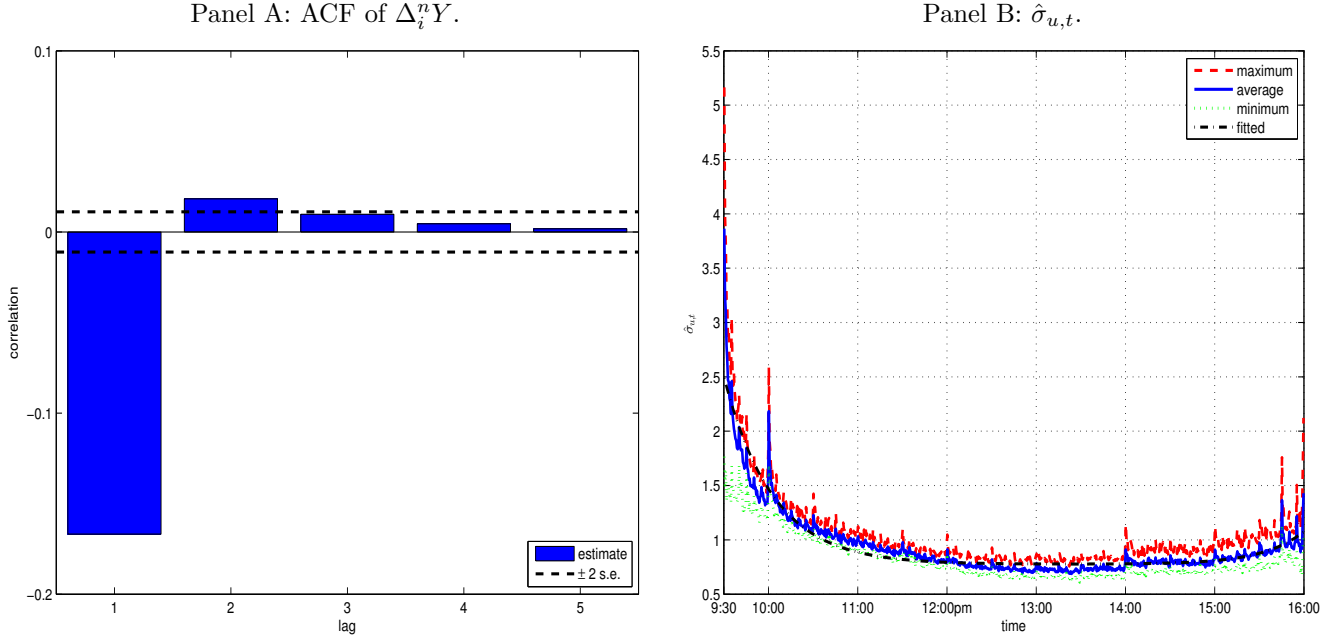 Panel A: ACF of Δⁿᵢ Y.
0.1
0
−0.1
−0.2
correlation
1 2 3 4 5
lag
estimate
± 2 s.e.
Panel B: σ̂u,t.
5.5
5
4.5
4
3.5
3
2.5
2
1.5
1
0.5
σ̂u,t
9:30 10:00 11:00 12:00pm 13:00 14:00 15:00 16:00
time
maximum
average
minimum
fitted